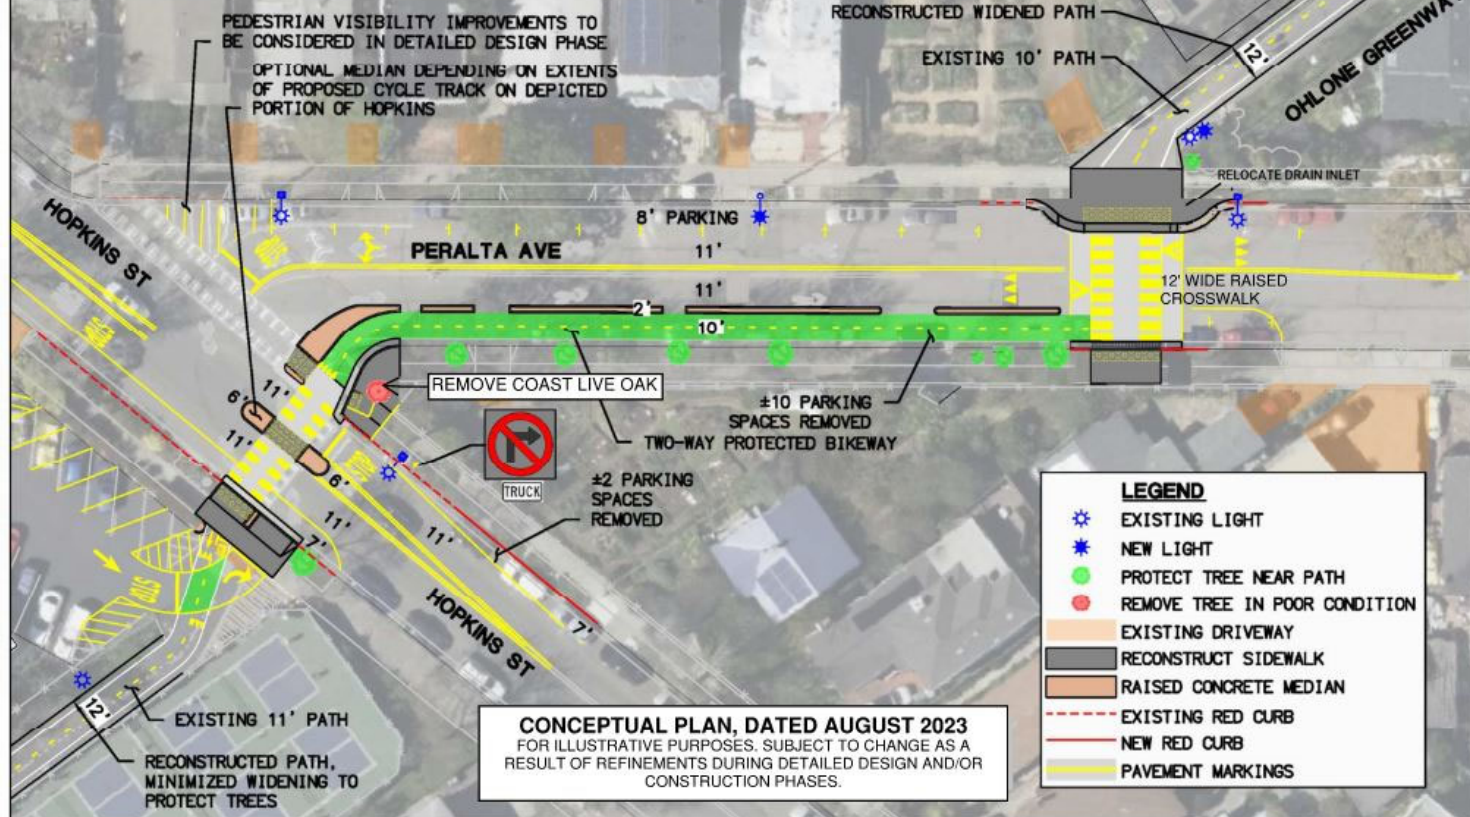 PEDESTRIAN VISIBILITY IMPROVEMENTS TO
BE CONSIDERED IN DETAILED DESIGN PHASE
OPTIONAL MEDIAN DEPENDING ON EXTENTS
OF PROPOSED CYCLE TRACK ON DEPICTED
PORTION OF HOPKINS
RECONSTRUCTED WIDENED PATH
12'
EXISTING 10' PATH
OHLONE GREENWAY
RELOCATE DRAIN INLET
HOPKINS ST
STOP
8' PARKING
PERALTA AVE
11'
11'
12' WIDE RAISED
CROSSWALK
2'
10'
STOP
REMOVE COAST LIVE OAK
11'
6'
11'
±10 PARKING
SPACES REMOVED
TWO-WAY PROTECTED BIKEWAY
STOP
TRUCK
6'
±2 PARKING
SPACES
REMOVED
11'
11'
7'
STOP
HOPKINS ST
7'
12'
EXISTING 11' PATH
RECONSTRUCTED PATH,
MINIMIZED WIDENING TO
PROTECT TREES
CONCEPTUAL PLAN, DATED AUGUST 2023
FOR ILLUSTRATIVE PURPOSES. SUBJECT TO CHANGE AS A
RESULT OF REFINEMENTS DURING DETAILED DESIGN AND/OR
CONSTRUCTION PHASES.
LEGEND
EXISTING LIGHT
NEW LIGHT
PROTECT TREE NEAR PATH
REMOVE TREE IN POOR CONDITION
EXISTING DRIVEWAY
RECONSTRUCT SIDEWALK
RAISED CONCRETE MEDIAN
EXISTING RED CURB
NEW RED CURB
PAVEMENT MARKINGS